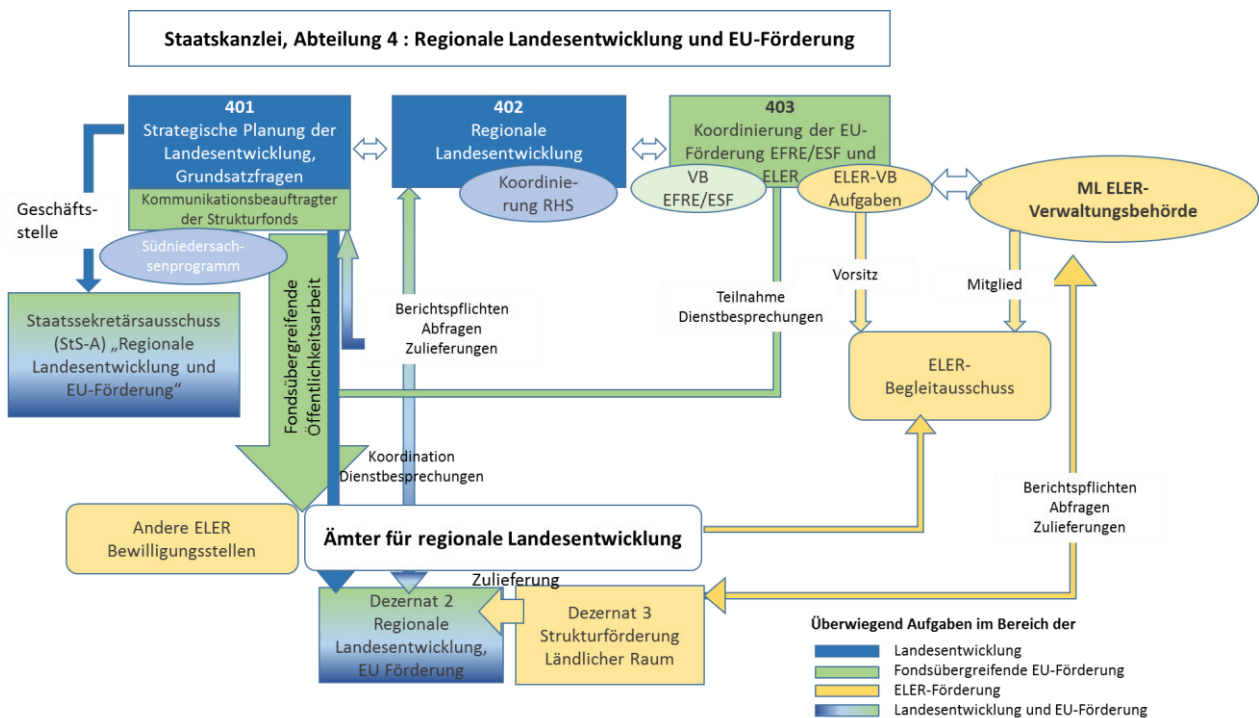 Staatskanzlei, Abteilung 4 : Regionale Landesentwicklung und EU-Förderung
401
Strategische Planung der
Landesentwicklung,
Grundsatzfragen
Kommunikationsbeauftragter
der Strukturfonds
Südniedersach-
senprogramm
402
Regionale
Landesentwicklung
Koordinie-
rung RHS
403
Koordinierung der EU-
Förderung EFRE/ESF und
ELER
VB
EFRE/ESF
ELER-VB
Aufgaben
ML ELER-
Verwaltungsbehörde
Geschäfts-
stelle
Staatssekretärsausschuss
(StS-A) „Regionale
Landesentwicklung und
EU-Förderung“
Fondsübergreifende
Öffentlichkeitsarbeit
Berichtspflichten
Abfragen
Zulieferungen
Teilnahme
Dienstbesprechungen
Vorsitz
Mitglied
ELER-
Begleitausschuss
Koordination
Dienstbesprechungen
Berichtspflichten
Abfragen
Zulieferungen
Andere ELER
Bewilligungsstellen
Ämter für regionale Landesentwicklung
Zulieferung
Dezernat 2
Regionale
Landesentwicklung,
EU Förderung
Dezernat 3
Strukturförderung
Ländlicher Raum
Überwiegend Aufgaben im Bereich der
Landesentwicklung
Fondsübergreifende EU-Förderung
ELER-Förderung
Landesentwicklung und EU-Förderung